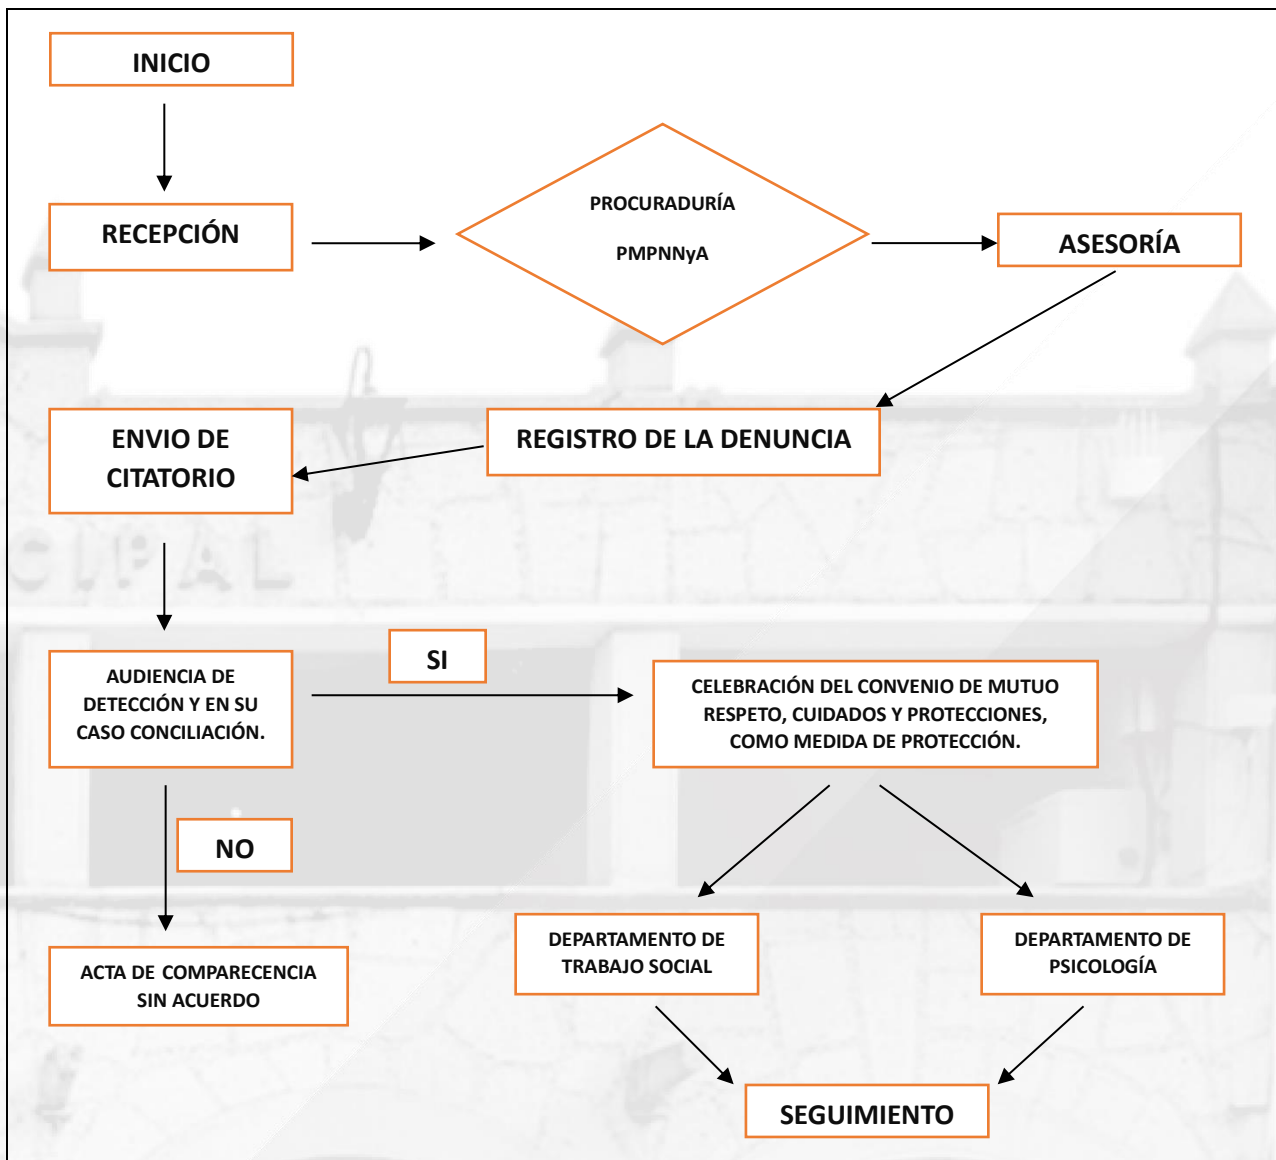 INICIO
RECEPCIÓN
PROCURADURÍA
PMPNNyA
ASESORÍA
REGISTRO DE LA DENUNCIA
ENVIO DE
CITATORIO
CIPAL
AUDIENCIA DE
DETECCIÓN Y EN SU
CASO CONCILIACIÓN.
SI
CELEBRACIÓN DEL CONVENIO DE MUTUO
RESPETO, CUIDADOS Y PROTECCIONES,
COMO MEDIDA DE PROTECCIÓN.
NO
ACTA DE COMPARECENCIA
SIN ACUERDO
DEPARTAMENTO DE
TRABAJO SOCIAL
DEPARTAMENTO DE
PSICOLOGÍA
SEGUIMIENTO